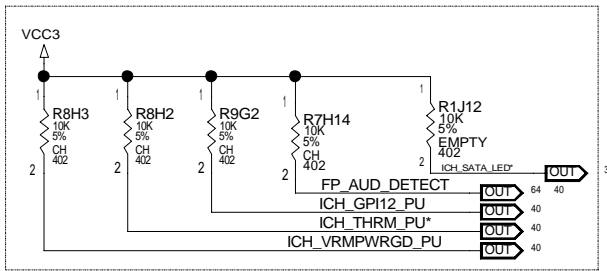 VCC3
1
R8H3
10K
5%
CH
402
2
1
R8H2
10K
5%
CH
402
2
1
R9G2
10K
5%
CH
402
2
1
R7H14
10K
5%
CH
402
2
1
R1J12
10K
5%
EMPTY
402
2
ICH_SATA_LED* OUT 3
FP_AUD_DETECT OUT 64 40
ICH_GPI12_PU OUT 40
ICH_THRM_PU* OUT 40
ICH_VRMPWRGD_PU OUT 40